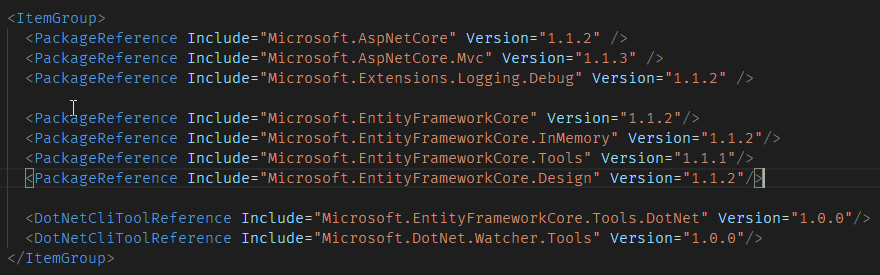 <ItemGroup>
<PackageReference Include="Microsoft.AspNetCore" Version="1.1.2" />
<PackageReference Include="Microsoft.AspNetCore.Mvc" Version="1.1.3" />
<PackageReference Include="Microsoft.Extensions.Logging.Debug" Version="1.1.2" />
<PackageReference Include="Microsoft.EntityFrameworkCore" Version="1.1.2"/>
<PackageReference Include="Microsoft.EntityFrameworkCore.InMemory" Version="1.1.2"/>
<PackageReference Include="Microsoft.EntityFrameworkCore.Tools" Version="1.1.1"/>
<PackageReference Include="Microsoft.EntityFrameworkCore.Design" Version="1.1.2"/>
<DotNetCliToolReference Include="Microsoft.EntityFrameworkCore.Tools.DotNet" Version="1.0.0"/>
<DotNetCliToolReference Include="Microsoft.DotNet.Watcher.Tools" Version="1.0.0"/>
</ItemGroup>